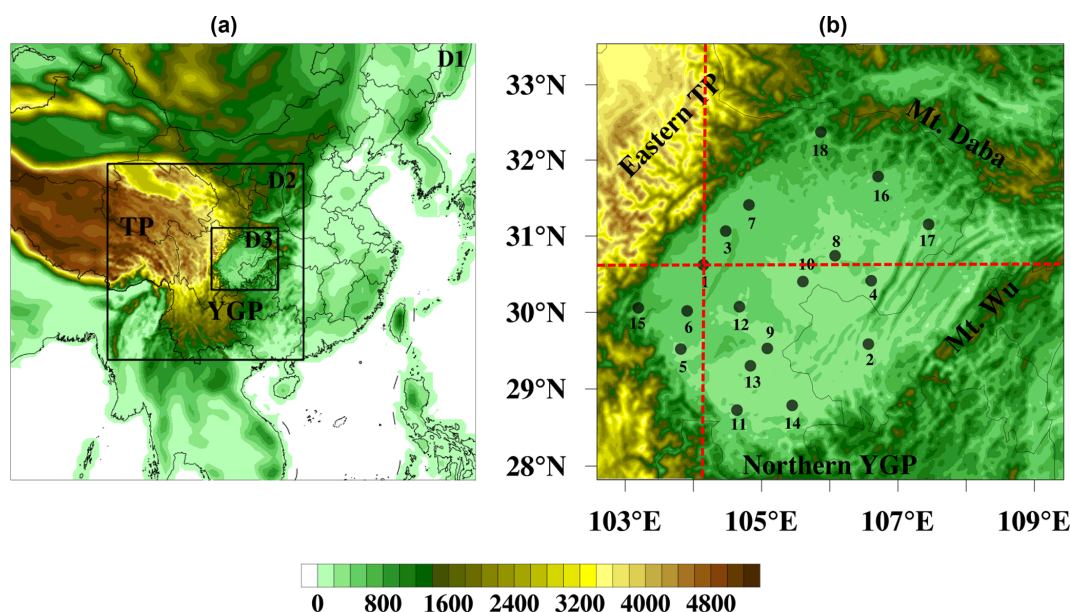 (a)
(b)
D1
D2
TP
D3
YGP
33°N
32°N
31°N
30°N
29°N
28°N
Eastern TP
Mt. Daba
18
16
7
3
17
8
1
10
4
15
6
12
5
9
2
13
11
14
Mt. Wu
Northern YGP
103°E 105°E 107°E 109°E
0 800 1600 2400 3200 4000 4800